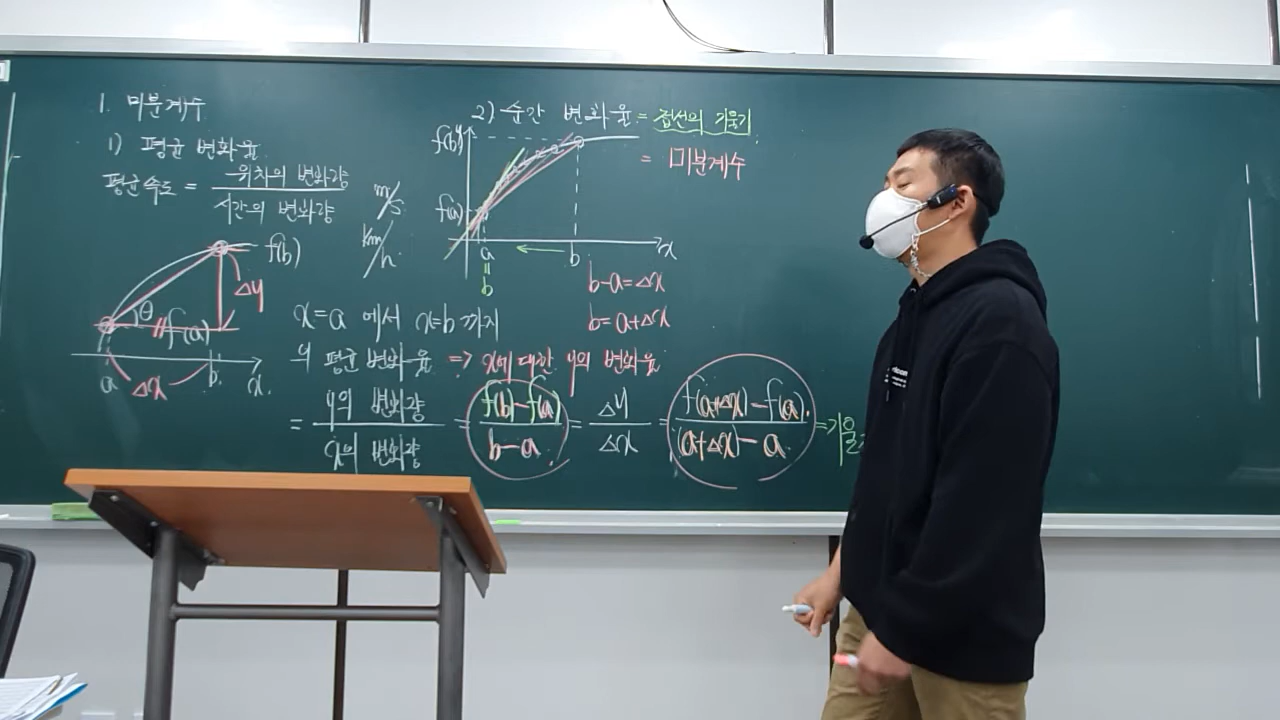 1. 미분계수
1) 평균 변화율
평균속도 = 위치의 변화량 / 시간의 변화량
m/s
km/h
f(b)
Δy
θ
f(a)
a
Δx
b
x
2) 순간 변화율 = 접선의 기울기
= 미분계수
f(b)
y
f(a)
a
b
x
=
b
b-a=Δx
b=a+Δx
x=a 에서 x=b 까지
의 평균변화율 => x에 대한 y의 변화율
= y의 변화량 / x의 변화량 = f(b)-f(a) / b-a = Δy / Δx = f(a+Δx)-f(a) / (a+Δx)-a =